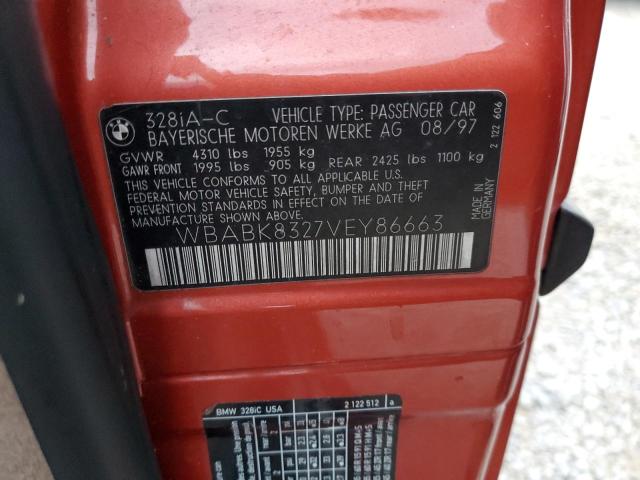 BMW
328iA-C VEHICLE TYPE: PASSENGER CAR
BAYERISCHE MOTOREN WERKE AG 08/97
GVWR 4310 lbs 1955 kg
GAWR FRONT 1995 lbs 905 kg REAR 2425 lbs 1100 kg
THIS VEHICLE CONFORMS TO ALL APPLICABLE
FEDERAL MOTOR VEHICLE SAFETY, BUMPER AND THEFT
PREVENTION STANDARDS IN EFFECT ON THE DATE OF
MANUFACTURE SHOWN ABOVE.
WBABK8327VEY86663
MADE IN
GERMANY
2 122 606
BMW 328iC USA 2 122 512 a